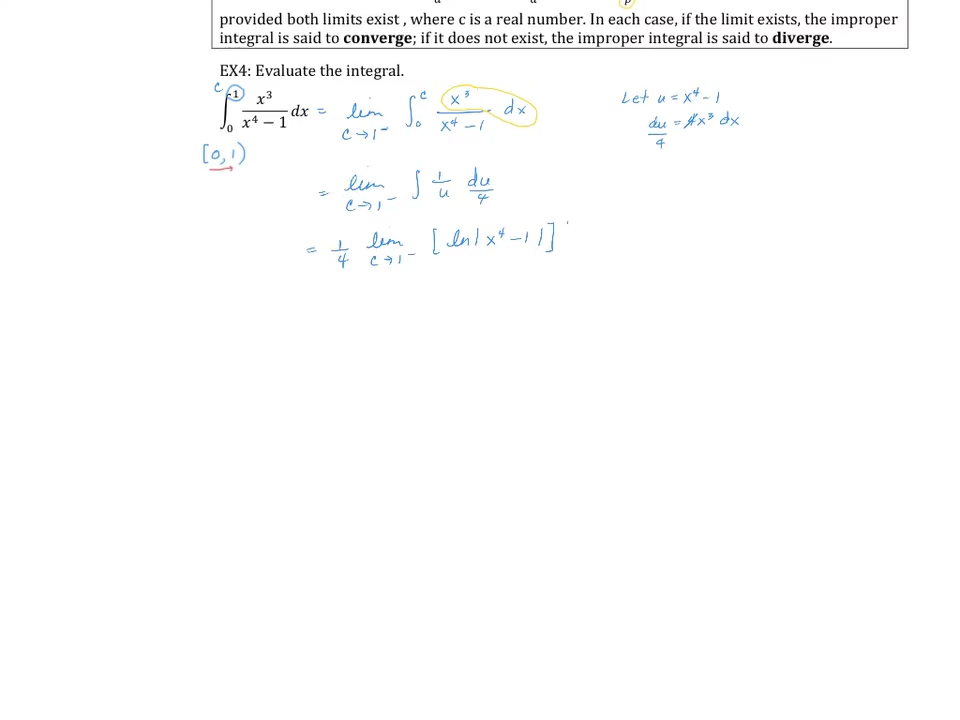 provided both limits exist , where c is a real number. In each case, if the limit exists, the improper
integral is said to converge; if it does not exist, the improper integral is said to diverge.
EX4: Evaluate the integral.
∫₀¹ x³/(x⁴ − 1) dx = lim C→1⁻ ∫₀ᶜ x³/(x⁴ − 1) dx
C
Let u = x⁴ − 1
du/4 = 4x³ dx
[0, 1)
= lim C→1⁻ ∫ 1/u du/4
= 1/4 lim C→1⁻ [ln|x⁴ − 1|]